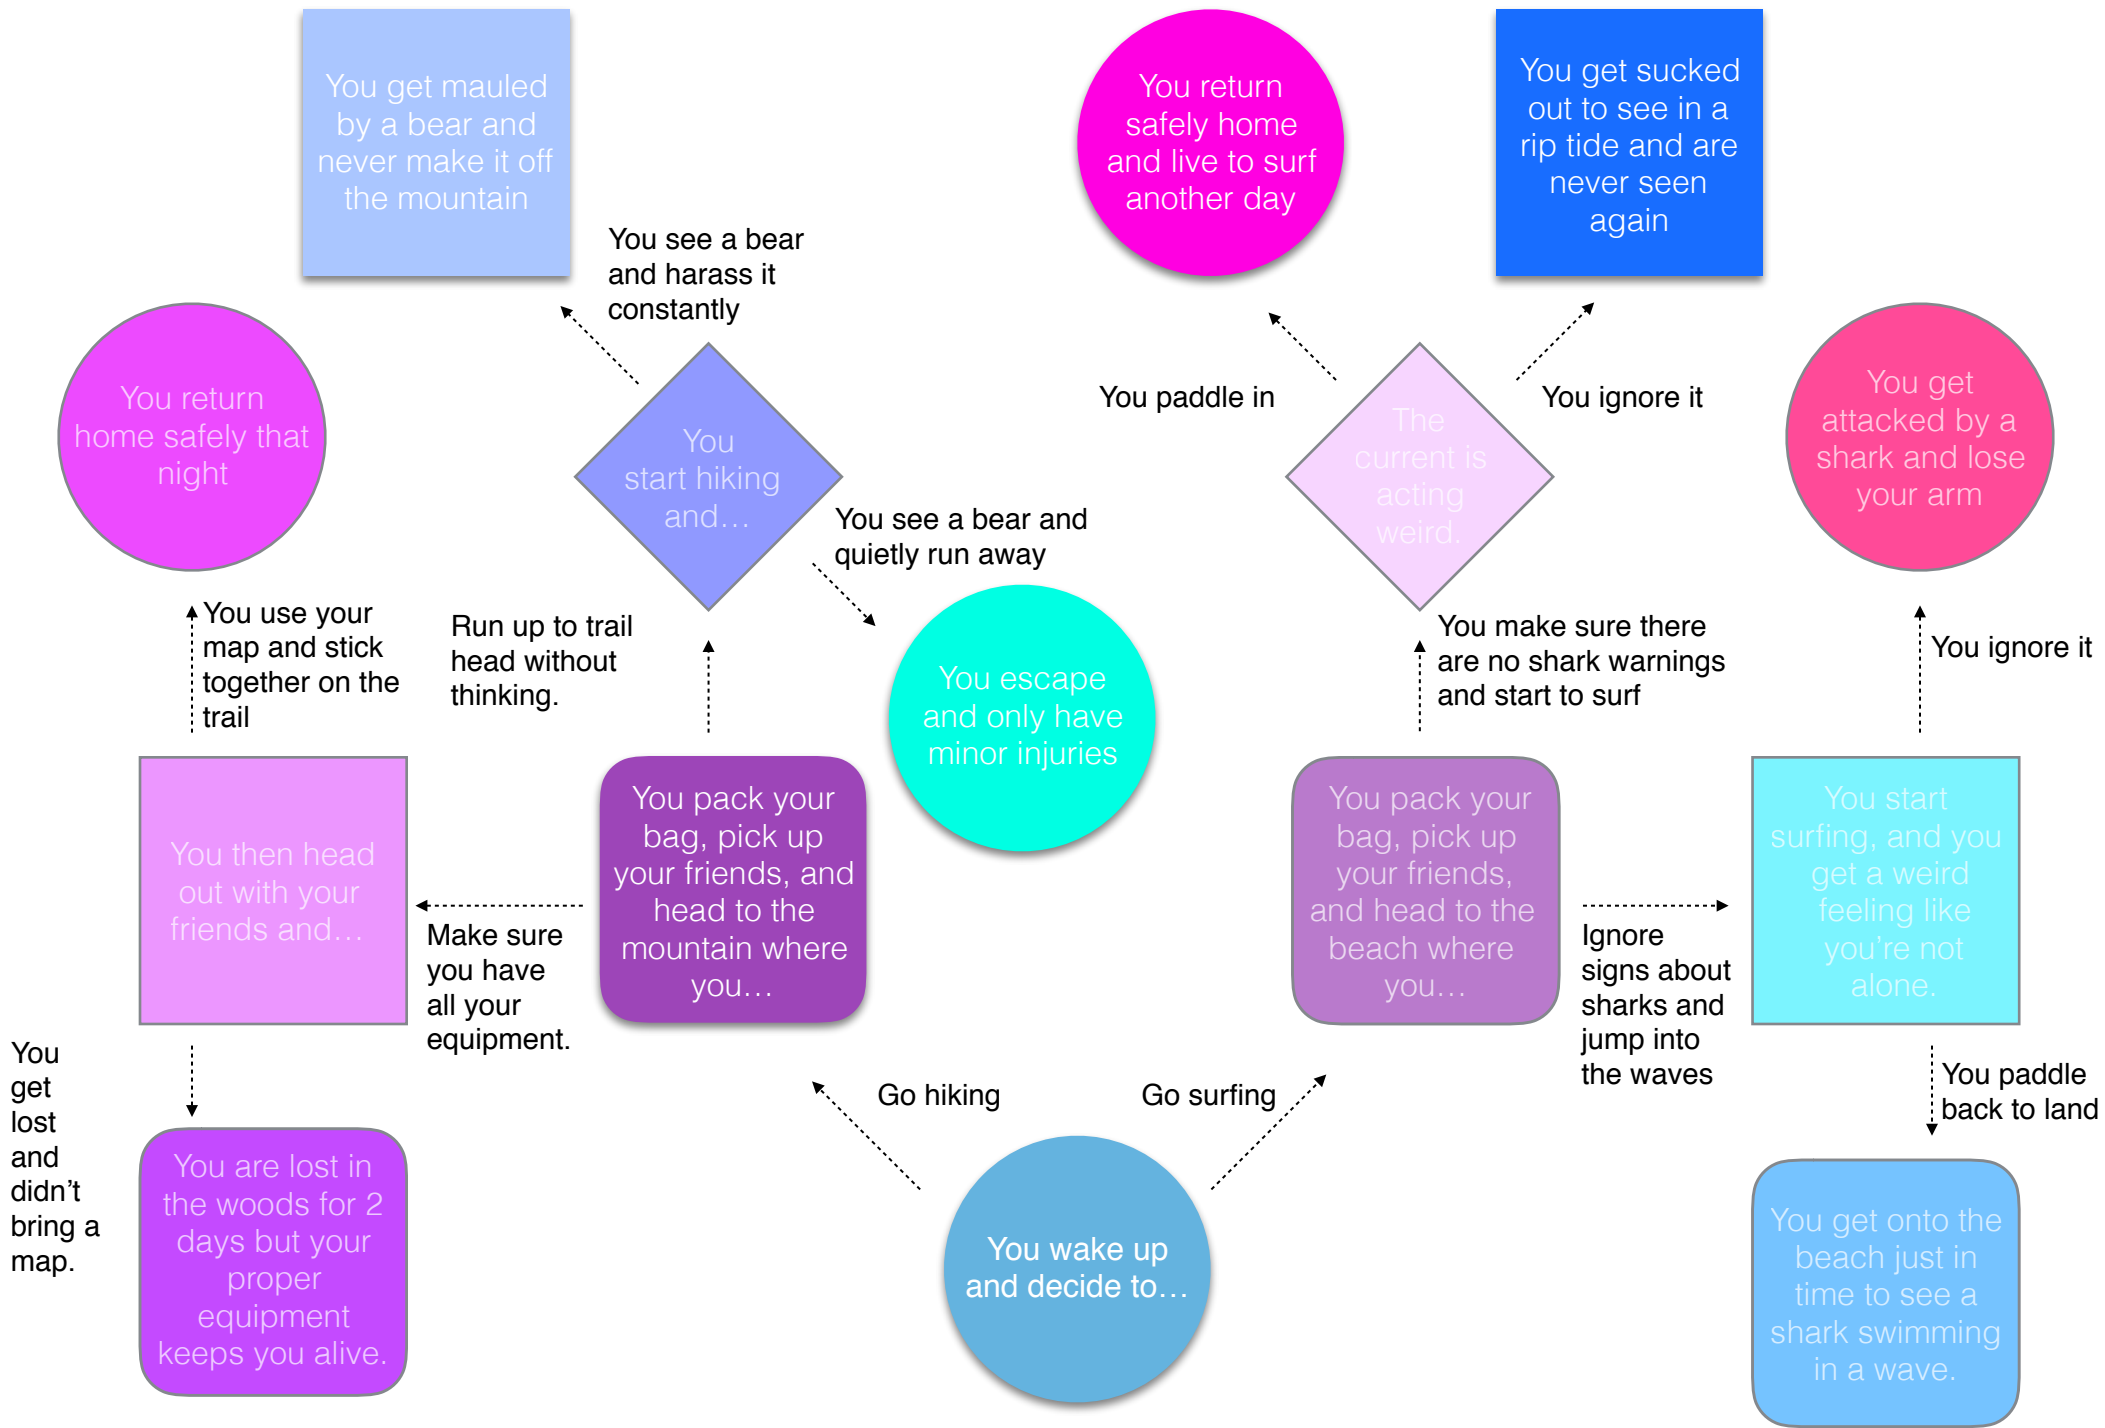 You get mauled
by a bear and
never make it off
the mountain
You return
safely home
and live to surf
another day
You get sucked
out to see in a
rip tide and are
never seen
again
You see a bear
and harass it
constantly
You return
home safely that
night
You
start hiking
and…
You paddle in
The
current is
acting
weird.
You ignore it
You get
attacked by a
shark and lose
your arm
You see a bear and
quietly run away
You use your
map and stick
together on the
trail
Run up to trail
head without
thinking.
You escape
and only have
minor injuries
You make sure there
are no shark warnings
and start to surf
You ignore it
You then head
out with your
friends and…
Make sure
you have
all your
equipment.
You pack your
bag, pick up
your friends, and
head to the
mountain where
you…
You pack your
bag, pick up
your friends,
and head to the
beach where
you…
Ignore
signs about
sharks and
jump into
the waves
You start
surfing, and you
get a weird
feeling like
you’re not
alone.
You
get
lost
and
didn’t
bring a
map.
Go hiking
Go surfing
You paddle
back to land
You are lost in
the woods for 2
days but your
proper
equipment
keeps you alive.
You wake up
and decide to…
You get onto the
beach just in
time to see a
shark swimming
in a wave.